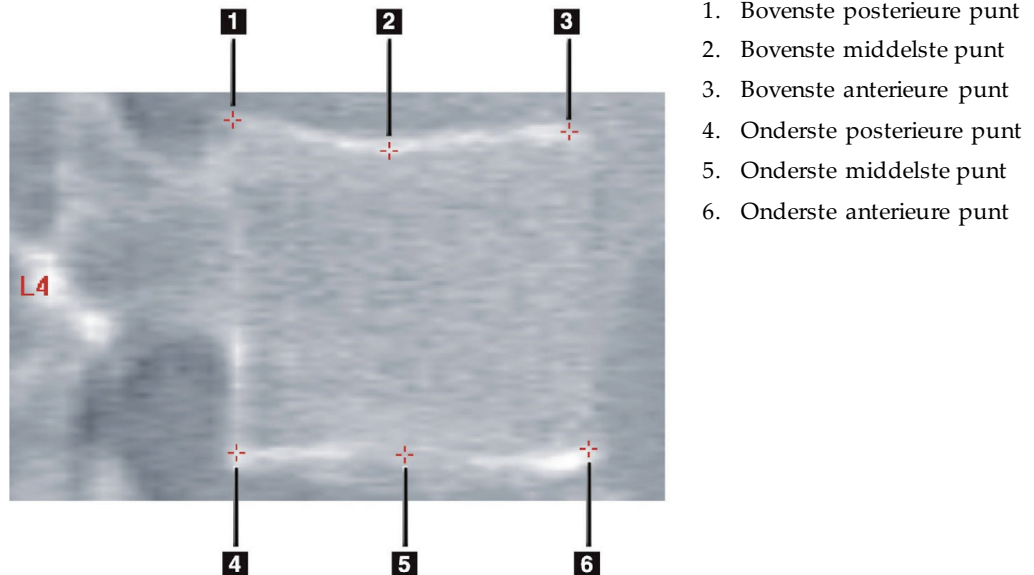 1 2 3
1. Bovenste posterieure punt
2. Bovenste middelste punt
3. Bovenste anterieure punt
4. Onderste posterieure punt
5. Onderste middelste punt
6. Onderste anterieure punt
L4
4 5 6